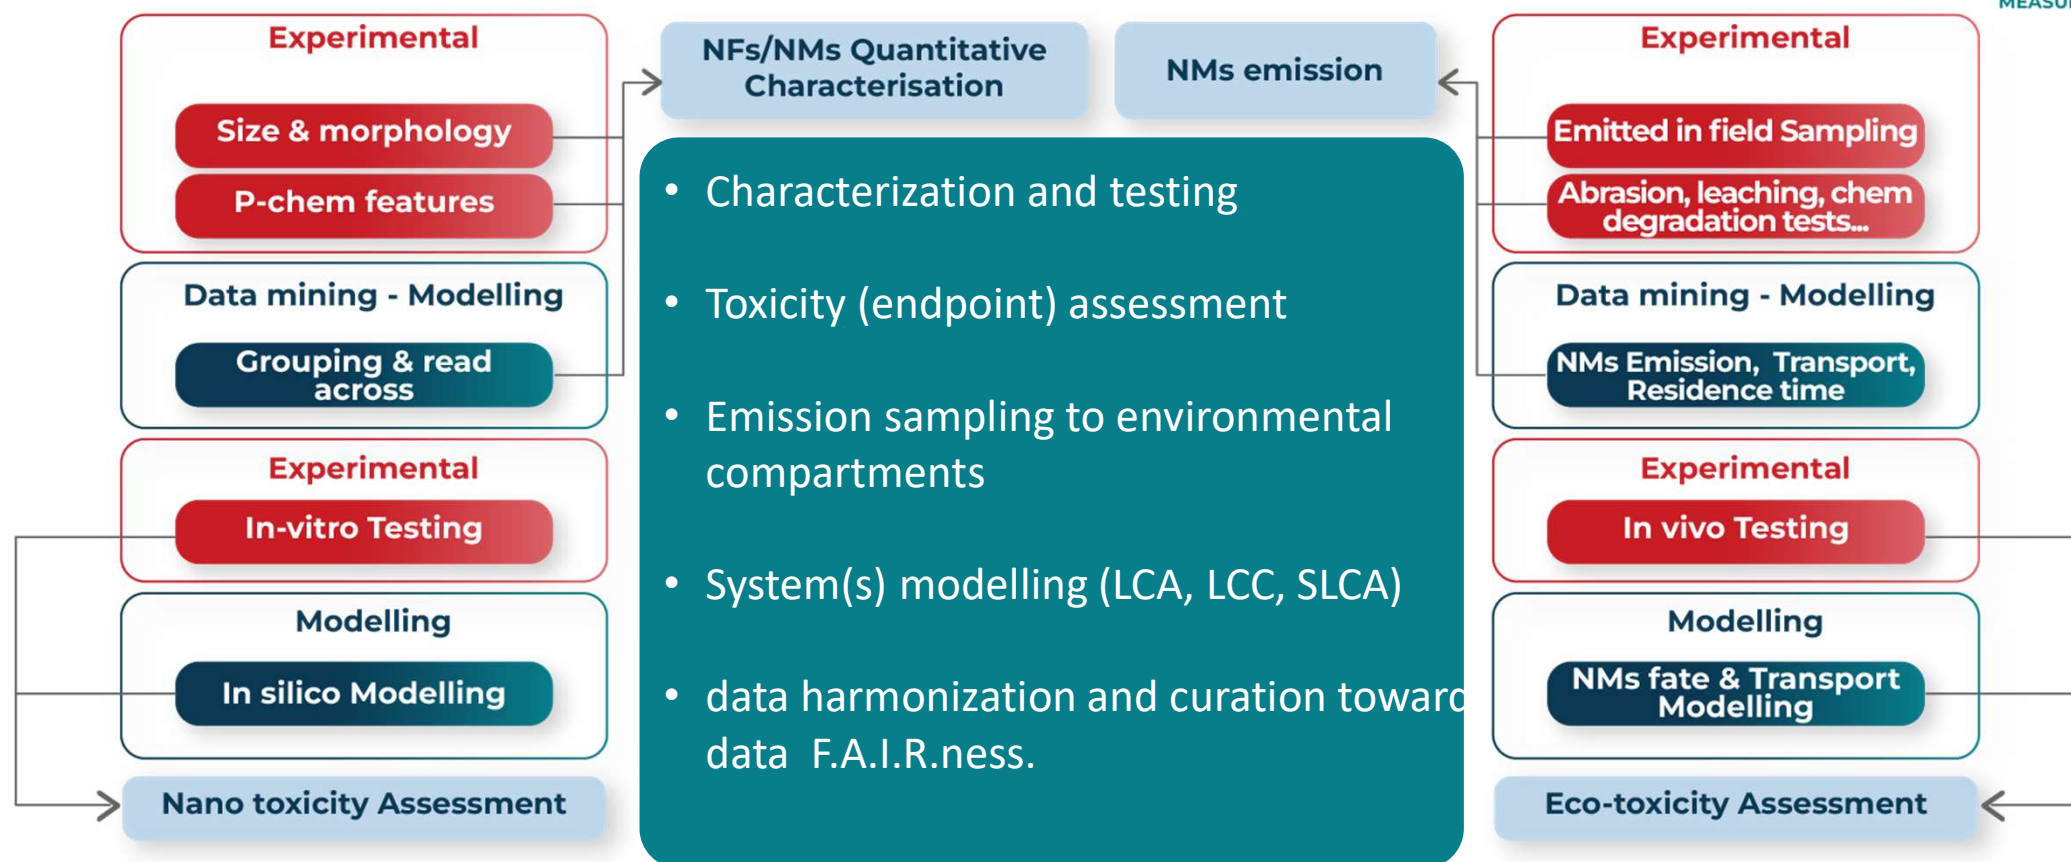 MEASU
Experimental
Size & morphology
P-chem features
Data mining - Modelling
Grouping & read
across
Experimental
In-vitro Testing
Modelling
In silico Modelling
Nano toxicity Assessment
NFs/NMs Quantitative
Characterisation
NMs emission
• Characterization and testing
• Toxicity (endpoint) assessment
• Emission sampling to environmental
compartments
• System(s) modelling (LCA, LCC, SLCA)
• data harmonization and curation toward
data F.A.I.R.ness.
Experimental
Emitted in field Sampling
Abrasion, leaching, chem
degradation tests...
Data mining - Modelling
NMs Emission, Transport,
Residence time
Experimental
In vivo Testing
Modelling
NMs fate & Transport
Modelling
Eco-toxicity Assessment